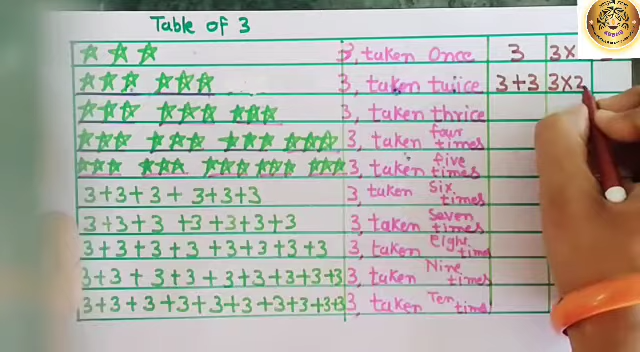 Table of 3
3, taken Once 3 3×
3, taken twice 3+3 3×2
3, taken thrice
3, taken four times
3, taken five times
3+3+3+3+3+3 3, taken Six times
3+3+3+3+3+3+3 3, taken Seven times
3+3+3+3+3+3+3+3 3, taken Eight times
3+3+3+3+3+3+3+3+3 3, taken Nine times
3+3+3+3+3+3+3+3+3+3 3, taken Ten times